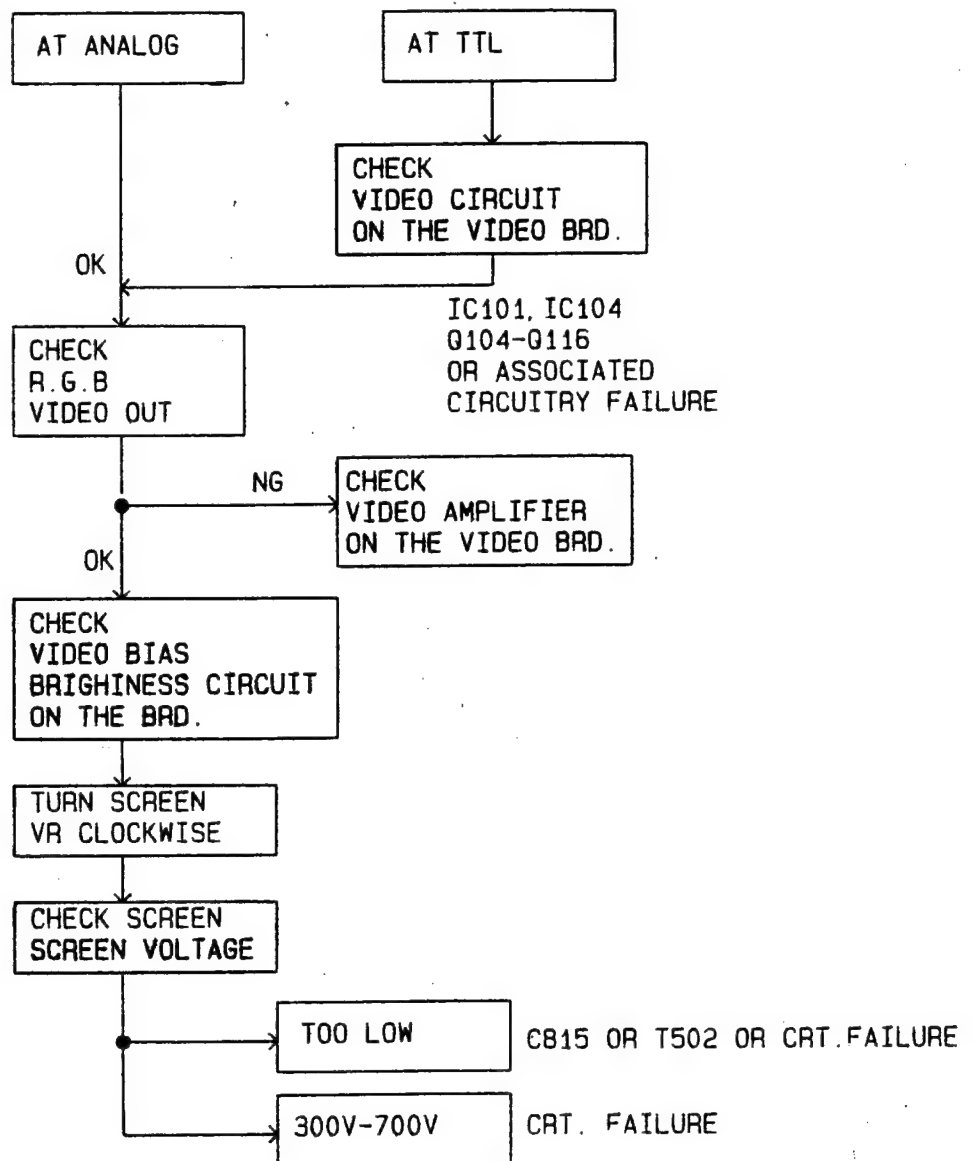 AT ANALOG
AT TTL
CHECK
VIDEO CIRCUIT
ON THE VIDEO BRD.
OK
IC101, IC104
Q104-Q116
OR ASSOCIATED
CIRCUITRY FAILURE
CHECK
R.G.B
VIDEO OUT
NG
CHECK
VIDEO AMPLIFIER
ON THE VIDEO BRD.
OK
CHECK
VIDEO BIAS
BRIGHINESS CIRCUIT
ON THE BRD.
TURN SCREEN
VR CLOCKWISE
CHECK SCREEN
SCREEN VOLTAGE
TOO LOW
C815 OR T502 OR CRT.FAILURE
300V-700V
CRT. FAILURE